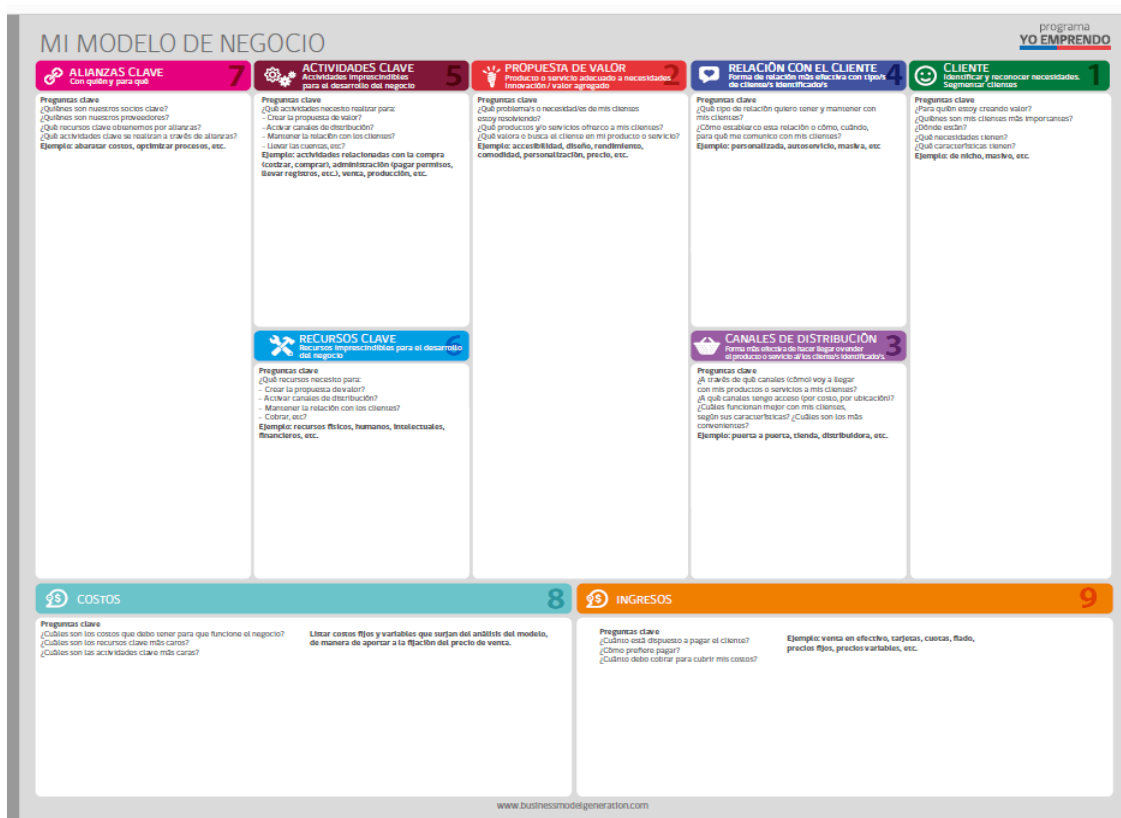 MI MODELO DE NEGOCIO
programa
YO EMPRENDO
ALIANZAS CLAVE
Con quién y para qué
7
Preguntas clave
¿Quiénes son nuestros socios clave?
¿Quiénes son nuestros proveedores?
¿Qué recursos clave obtenemos por alianzas?
¿Qué actividades clave se realizan a través de alianzas?
Ejemplo: abaratar costos, optimizar procesos, etc.
ACTIVIDADES CLAVE
Actividades imprescindibles
para el desarrollo del negocio
5
Preguntas clave
¿Qué actividades necesito realizar para:
– Crear la propuesta de valor?
– Activar canales de distribución?
– Mantener la relación con los clientes?
– Llevar las cuentas, etc?
Ejemplo: actividades relacionadas con la compra
(cotizar, comprar), administración (pagar permisos,
llevar registros, etc.), venta, producción, etc.
RECURSOS CLAVE
Recursos imprescindibles para el desarrollo
del negocio
6
Preguntas clave
¿Qué recursos necesito para:
– Crear la propuesta de valor?
– Activar canales de distribución?
– Mantener la relación con los clientes?
– Cobrar, etc?
Ejemplo: recursos físicos, humanos, intelectuales,
financieros, etc.
PROPUESTA DE VALOR
Producto o servicio adecuado a necesidades
Innovación / valor agregado
2
Preguntas clave
¿Qué problema/s o necesidad/es de mis clientes
estoy resolviendo?
¿Qué productos y/o servicios ofrezco a mis clientes?
¿Qué valora o busca el cliente en mi producto o servicio?
Ejemplo: accesibilidad, diseño, rendimiento,
comodidad, personalización, precio, etc.
RELACIÓN CON EL CLIENTE
Forma de relación más efectiva con tipo/s
de cliente/s identificado/s
4
Preguntas clave
¿Qué tipo de relación quiero tener y mantener con
mis clientes?
¿Cómo establezco esa relación o cómo, cuándo,
para qué me comunico con mis clientes?
Ejemplo: personalizada, autoservicio, masiva, etc
CANALES DE DISTRIBUCIÓN
Forma más efectiva de hacer llegar o vender
el producto o servicio al/los cliente/s identificado/s
3
Preguntas clave
¿A través de qué canales (cómo) voy a llegar
con mis productos o servicios a mis clientes?
¿A qué canales tengo acceso (por costo, por ubicación)?
¿Cuáles funcionan mejor con mis clientes,
según sus características? ¿Cuáles son los más
convenientes?
Ejemplo: puerta a puerta, tienda, distribuidora, etc.
CLIENTE
Identificar y reconocer necesidades.
Segmentar clientes
1
Preguntas clave
¿Para quién estoy creando valor?
¿Quiénes son mis clientes más importantes?
¿Dónde están?
¿Qué necesidades tienen?
¿Qué características tienen?
Ejemplo: de nicho, masivo, etc.
COSTOS
8
Preguntas clave
¿Cuáles son los costos que debo tener para que funcione el negocio?
¿Cuáles son los recursos clave más caros?
¿Cuáles son las actividades clave más caras?
Listar costos fijos y variables que surjan del análisis del modelo,
de manera de aportar a la fijación del precio de venta.
INGRESOS
9
Preguntas clave
¿Cuánto está dispuesto a pagar el cliente?
¿Cómo prefiere pagar?
¿Cuánto debo cobrar para cubrir mis costos?
Ejemplo: venta en efectivo, tarjetas, cuotas, fiado,
precios fijos, precios variables, etc.
www.businessmodelgeneration.com